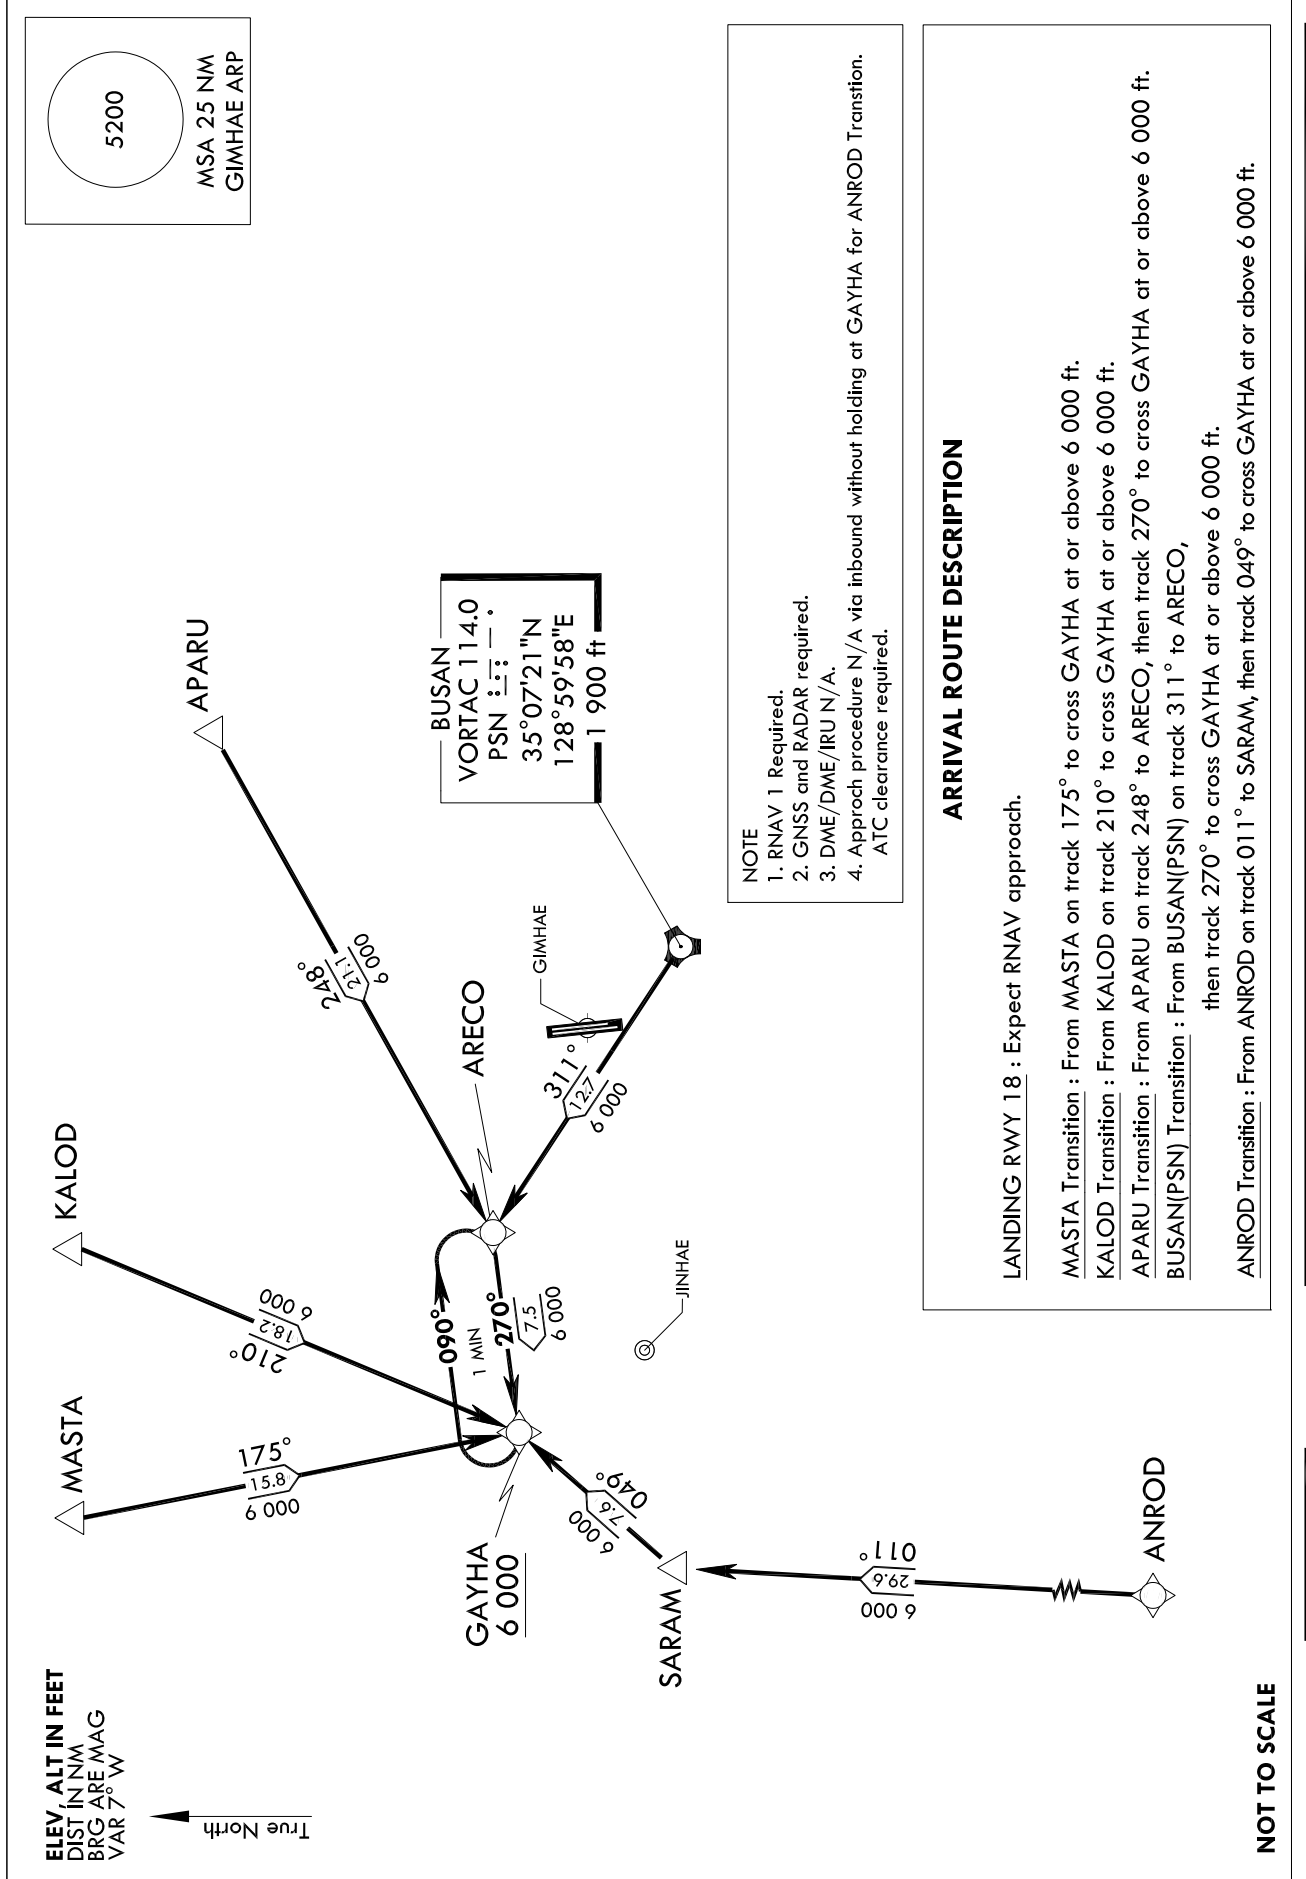 ELEV, ALT IN FEET
DIST IN NM
BRG ARE MAG
VAR 7° W
True North
MSA 25 NM
GIMHAE ARP
5200
MASTA
KALOD
APARU
175°
15.8
6 000
210°
18.2
6 000
248°
21.1
6 000
GAYHA
6 000
090°
1 MIN
270°
7.5
6 000
ARECO
BUSAN
VORTAC 114.0
PSN
35°07'21"N
128°59'58"E
1 900 ft
GIMHAE
311°
12.7
6 000
JINHAE
049°
7.6
6 000
SARAM
011°
29.6
6 000
ANROD
NOTE
1. RNAV 1 Required.
2. GNSS and RADAR required.
3. DME/DME/IRU N/A.
4. Approch procedure N/A via inbound without holding at GAYHA for ANROD Transtion.
ATC clearance required.
ARRIVAL ROUTE DESCRIPTION
LANDING RWY 18 : Expect RNAV approach.
MASTA Transition : From MASTA on track 175° to cross GAYHA at or above 6 000 ft.
KALOD Transition : From KALOD on track 210° to cross GAYHA at or above 6 000 ft.
APARU Transition : From APARU on track 248° to ARECO, then track 270° to cross GAYHA at or above 6 000 ft.
BUSAN(PSN) Transition : From BUSAN(PSN) on track 311° to ARECO,
then track 270° to cross GAYHA at or above 6 000 ft.
ANROD Transition : From ANROD on track 011° to SARAM, then track 049° to cross GAYHA at or above 6 000 ft.
NOT TO SCALE